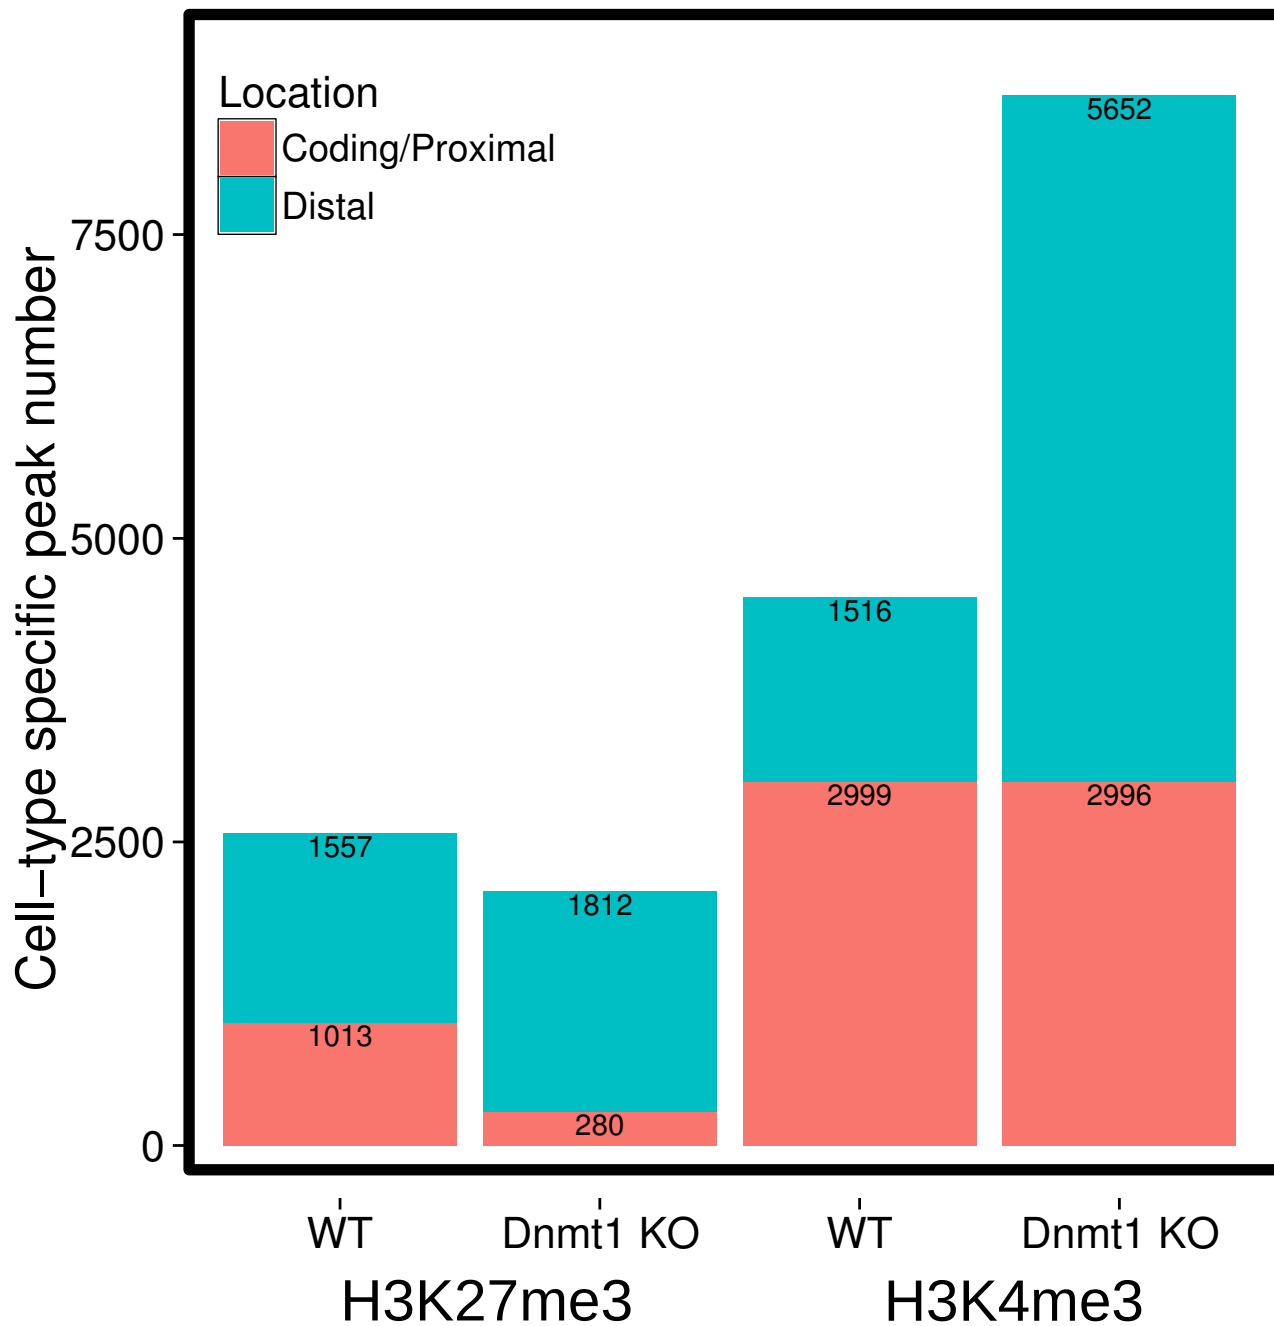 Location
Coding/Proximal
Distal
Cell−type specific peak number
7500
5000
2500
0
5652
1516
2999
2996
1557
1812
1013
280
WT
Dnmt1 KO
WT
Dnmt1 KO
H3K27me3
H3K4me3